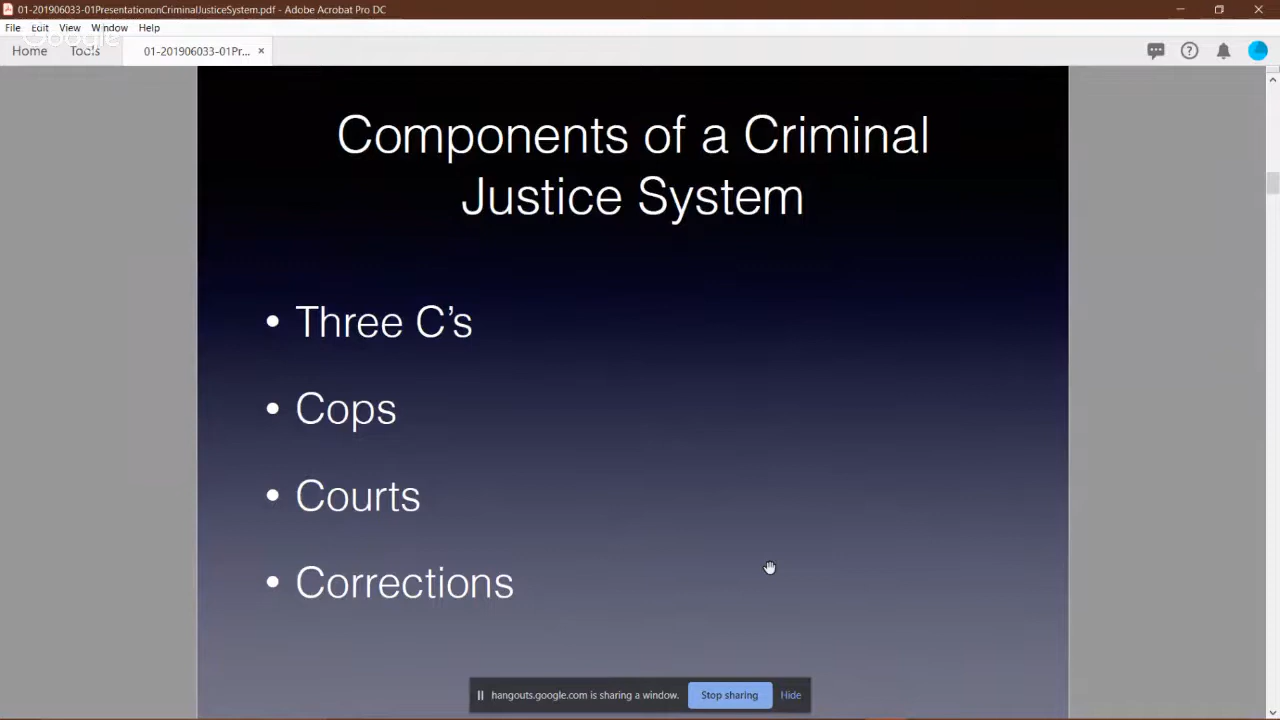 01-201906033-01PresentationonCriminalJusticeSystem.pdf - Adobe Acrobat Pro DC
File Edit View Window Help
Google
Home Tools 01-201906033-01Pr... ×
Components of a Criminal
Justice System
• Three C’s
• Cops
• Courts
• Corrections
hangouts.google.com is sharing a window. Stop sharing Hide